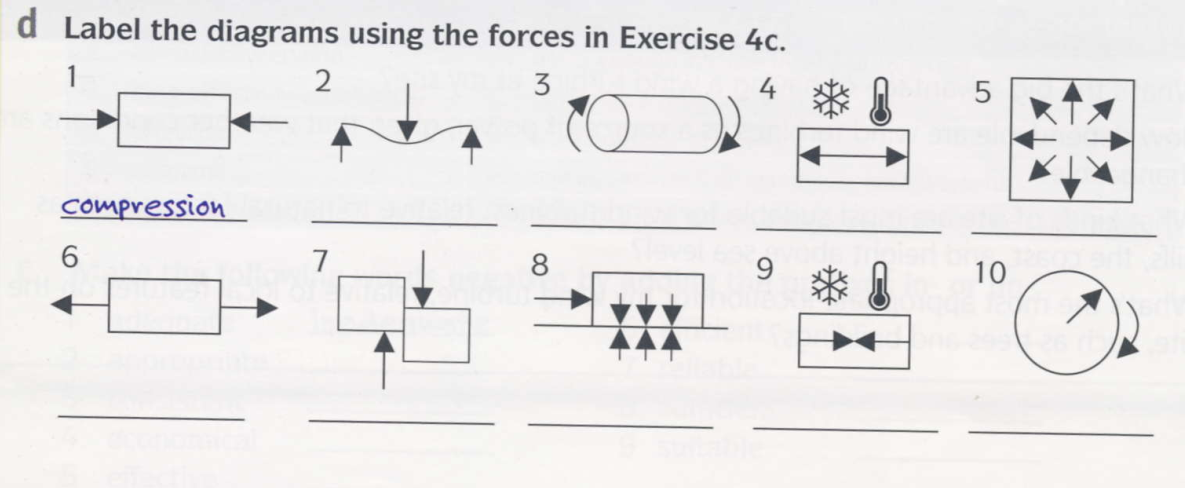 d Label the diagrams using the forces in Exercise 4c.
1 2 3 4 5
compression
6 7 8 9 10